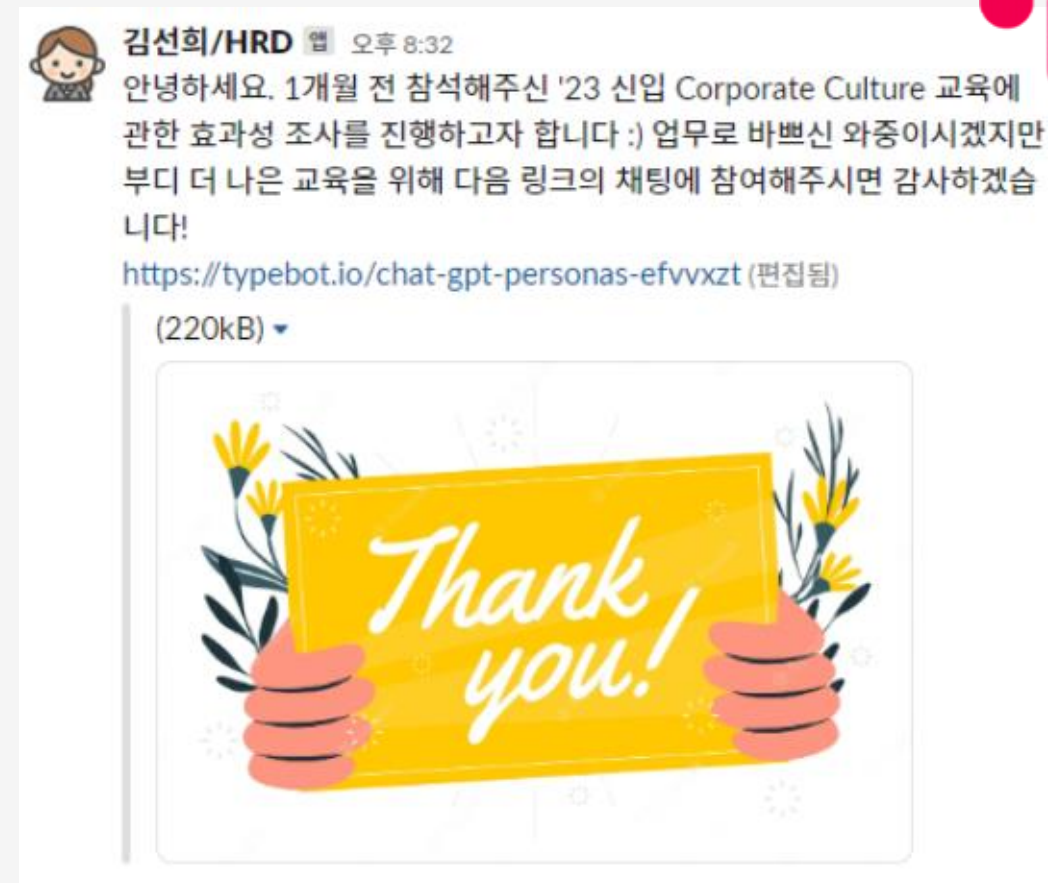 김선희/HRD 앱 오후 8:32
안녕하세요. 1개월 전 참석해주신 '23 신입 Corporate Culture 교육에
관한 효과성 조사를 진행하고자 합니다 :) 업무로 바쁘신 와중이시겠지만
부디 더 나은 교육을 위해 다음 링크의 채팅에 참여해주시면 감사하겠습
니다!
https://typebot.io/chat-gpt-personas-efvvxzt (편집됨)
(220kB)
Thank
you!